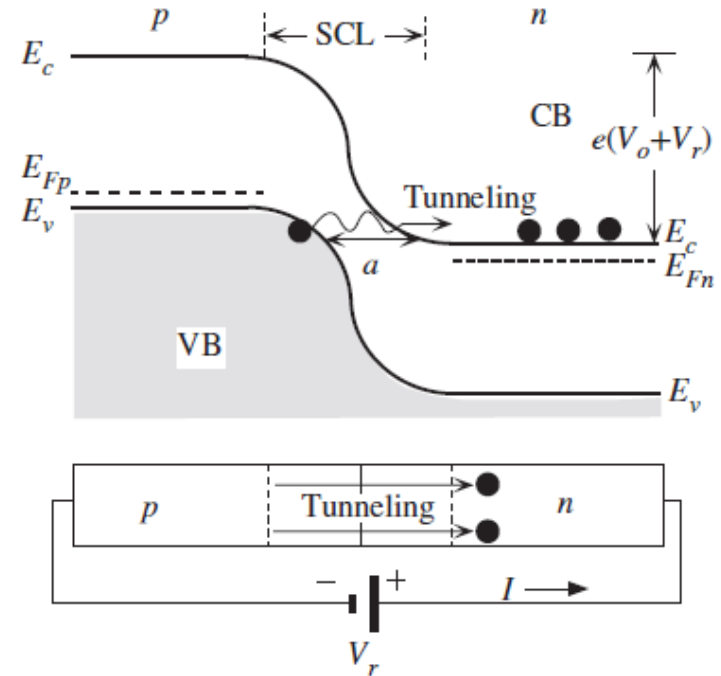 p
SCL
n
E_c
CB
e(V_o+V_r)
E_Fp
E_v
Tunneling
E_c
a
E_Fn
VB
E_v
p
Tunneling
n
− +
I
V_r